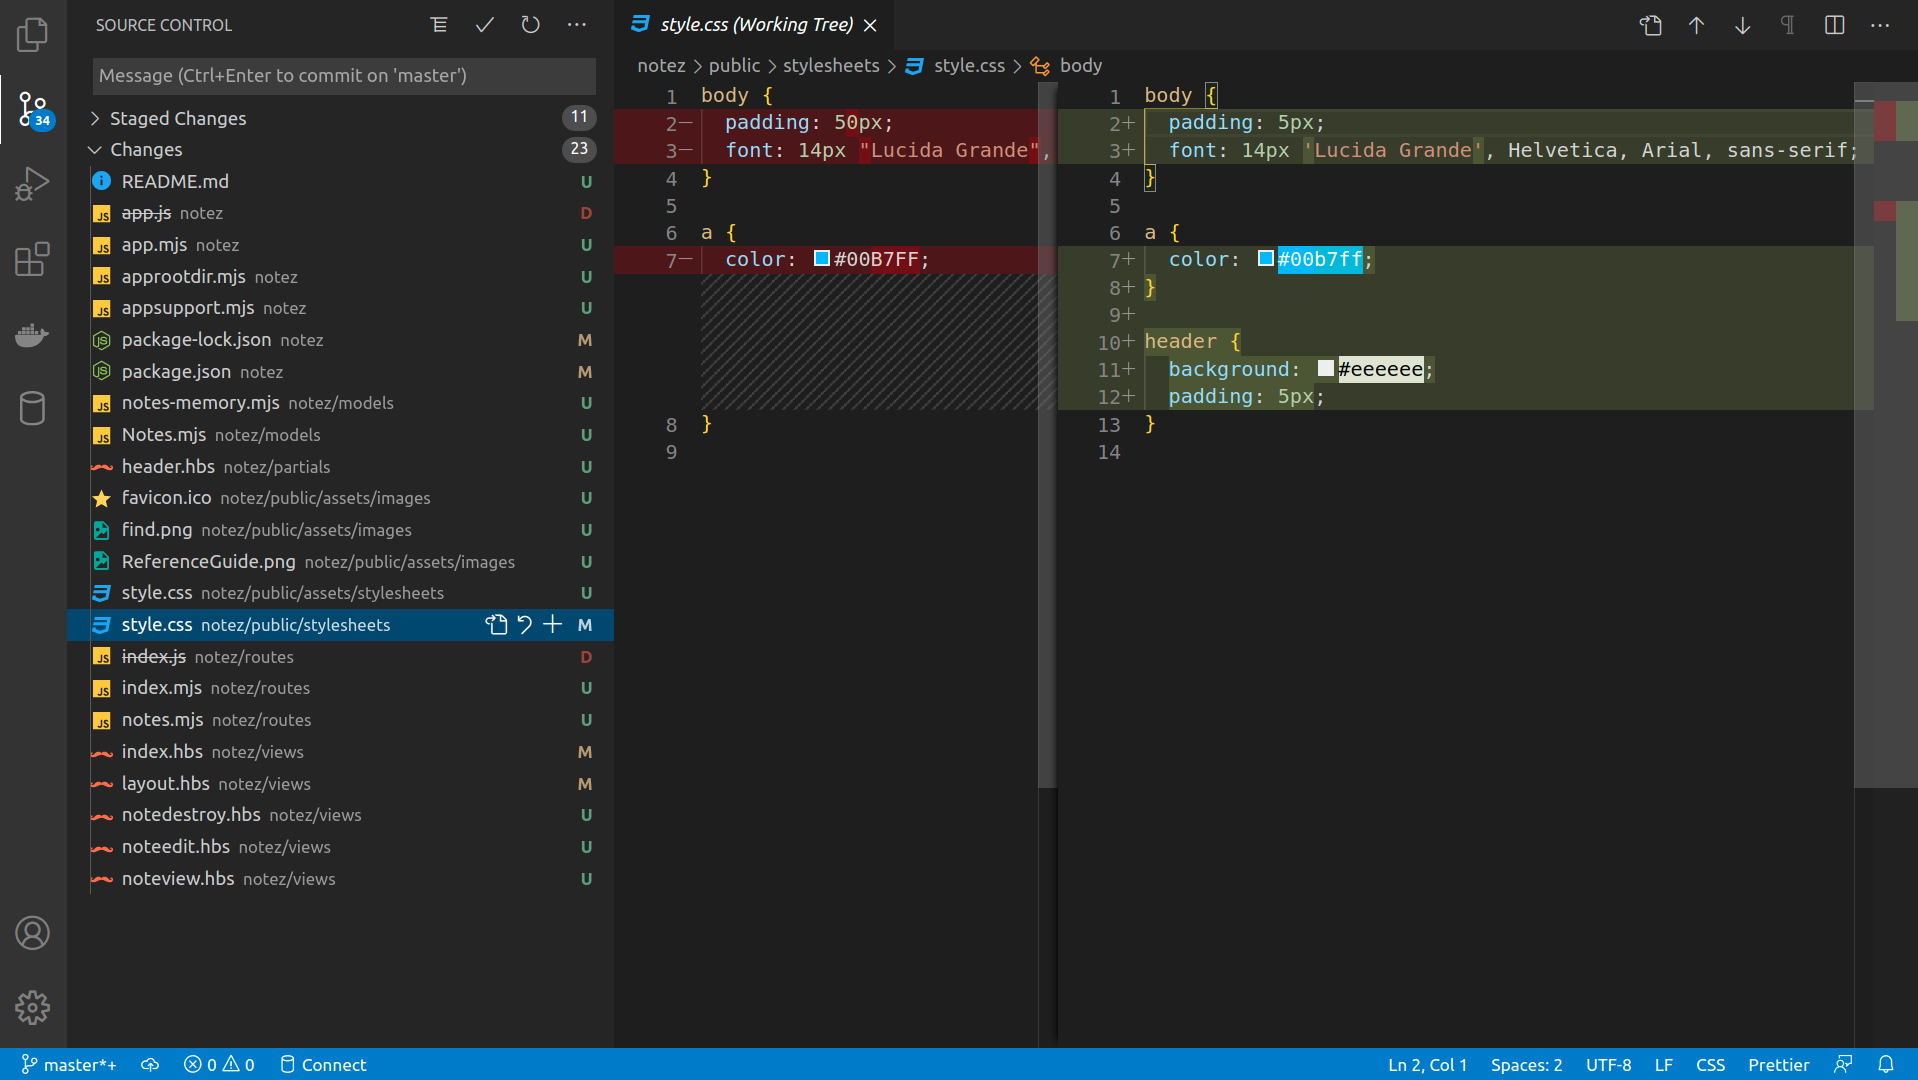 SOURCE CONTROL
Message (Ctrl+Enter to commit on 'master')
34
Staged Changes 11
Changes 23
README.md U
app.js notez D
app.mjs notez U
approotdir.mjs notez U
appsupport.mjs notez U
package-lock.json notez M
package.json notez M
notes-memory.mjs notez/models U
Notes.mjs notez/models U
header.hbs notez/partials U
favicon.ico notez/public/assets/images U
find.png notez/public/assets/images U
ReferenceGuide.png notez/public/assets/images U
style.css notez/public/assets/stylesheets U
style.css notez/public/stylesheets M
index.js notez/routes D
index.mjs notez/routes U
notes.mjs notez/routes U
index.hbs notez/views M
layout.hbs notez/views M
notedestroy.hbs notez/views U
noteedit.hbs notez/views U
noteview.hbs notez/views U
style.css (Working Tree)
notez > public > stylesheets > style.css > body
1 body {
2− padding: 50px;
3− font: 14px "Lucida Grande",
4 }
5
6 a {
7− color: #00B7FF;
8 }
9
1 body {
2+ padding: 5px;
3+ font: 14px 'Lucida Grande', Helvetica, Arial, sans-serif;
4 }
5
6 a {
7+ color: #00b7ff;
8+ }
9+
10+ header {
11+ background: #eeeeee;
12+ padding: 5px;
13 }
14
master*+ 0 0 Connect Ln 2, Col 1 Spaces: 2 UTF-8 LF CSS Prettier